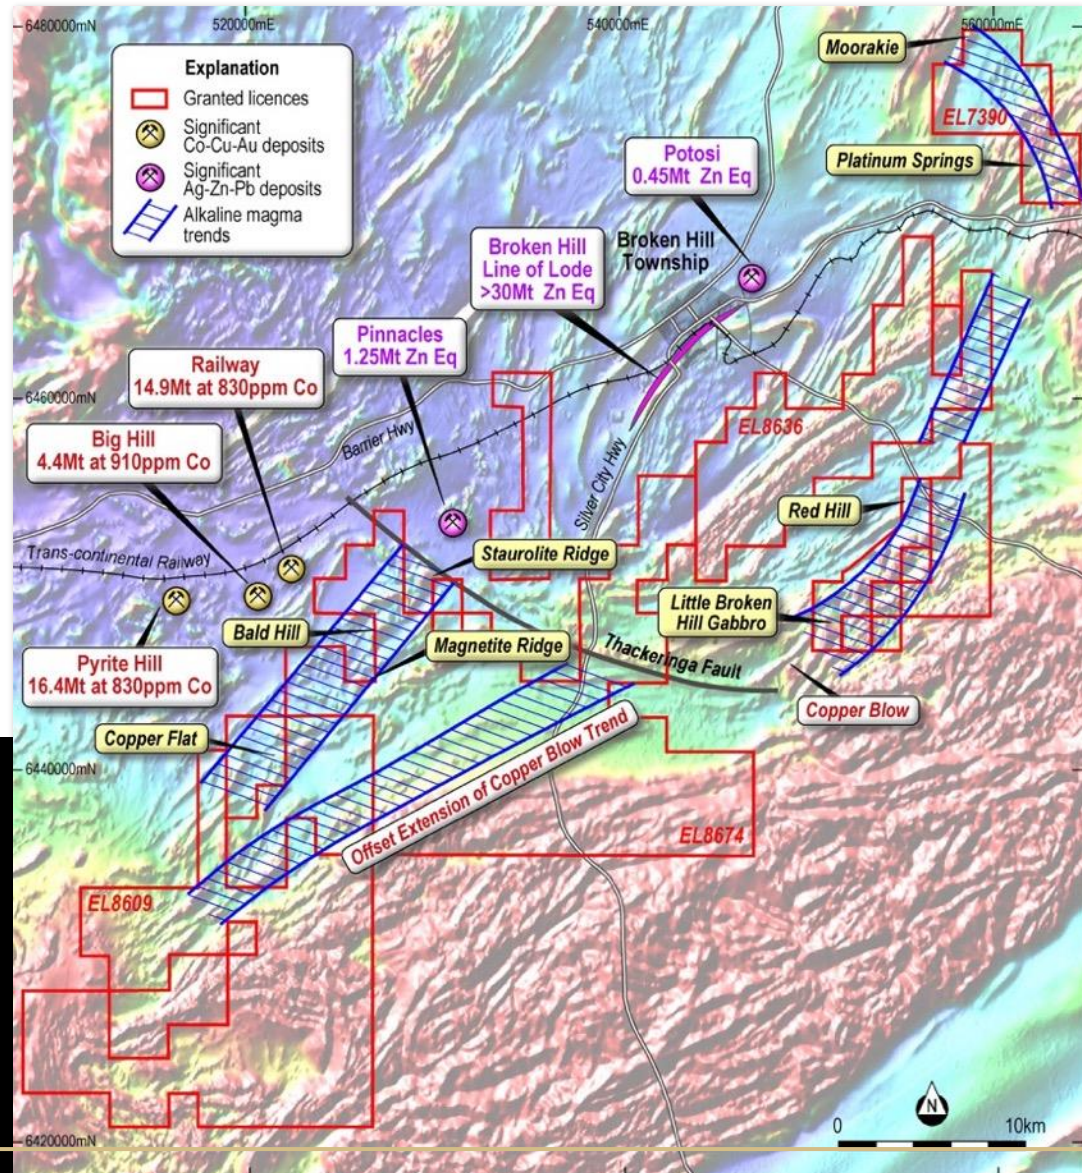 6480000mN
520000mE
540000mE
560000mE
Explanation
Granted licences
Significant
Co-Cu-Au deposits
Significant
Ag-Zn-Pb deposits
Alkaline magma
trends
Moorakie
EL7390
Platinum Springs
Potosi
0.45Mt Zn Eq
Broken Hill
Line of Lode
>30Mt Zn Eq
Broken Hill
Township
Pinnacles
1.25Mt Zn Eq
Railway
14.9Mt at 830ppm Co
6460000mN
Big Hill
4.4Mt at 910ppm Co
Barrier Hwy
EL8636
Silver City Hwy
Red Hill
Trans-continental Railway
Staurolite Ridge
Little Broken
Hill Gabbro
Bald Hill
Magnetite Ridge
Thackeringa Fault
Pyrite Hill
16.4Mt at 830ppm Co
Copper Blow
Copper Flat
Offset Extension of Copper Blow Trend
6440000mN
EL8674
EL8609
N
0 10km
6420000mN